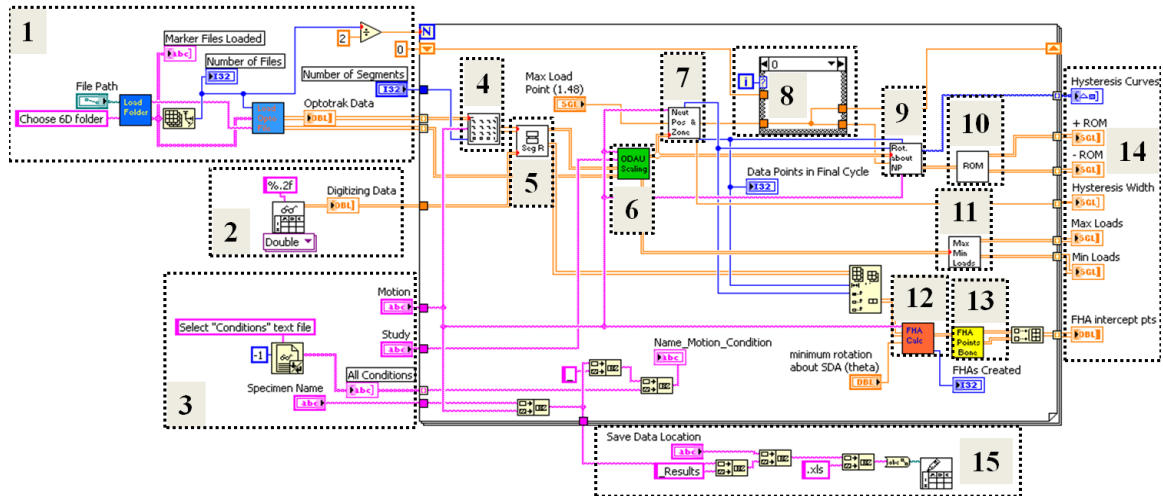 1
Marker Files Loaded
abc]
Number of Files
I32
File Path
Load
Folder
Choose 6D folder
Optotrak Data
DBL]
2
÷
N
0
Number of Segments
I32
4
5
Seg R
Max Load
Point (1.48)
SGL
6
ODAU
Scaling
7
Neut
Pos &
Zone
0
i
?
8
9
Rot.
about
NP
10
ROM
11
Max
Min
Loads
Data Points in Final Cycle
I32
12
FHA
Calc
13
FHA
Points
Bone
minimum rotation
about SDA (theta)
DBL
FHAs Created
I32
Hysteresis Curves
+ ROM
SGL]
- ROM
SGL]
14
Hysteresis Width
SGL]
Max Loads
SGL]
Min Loads
SGL]
FHA intercept pts
DBL]
2
%.2f
Double
Digitizing Data
DBL]
3
Motion
abc
Study
abc
Select "Conditions" text file
-1
All Conditions
abc]
Specimen Name
abc
_
Name_Motion_Condition
abc
Save Data Location
abc
_Results
.xls
15